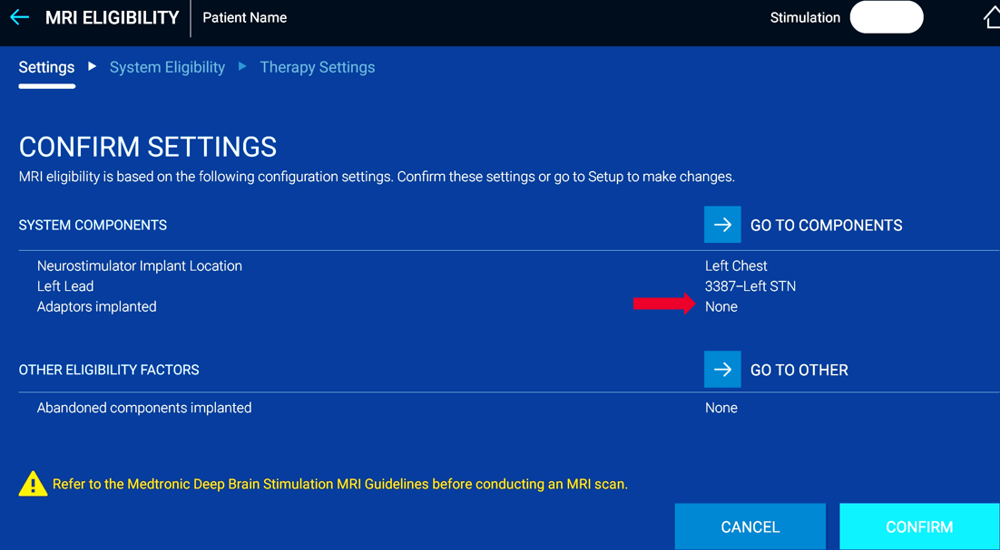 MRI ELIGIBILITY Patient Name Stimulation
Settings System Eligibility Therapy Settings
CONFIRM SETTINGS
MRI eligibility is based on the following configuration settings. Confirm these settings or go to Setup to make changes.
SYSTEM COMPONENTS GO TO COMPONENTS
Neurostimulator Implant Location Left Chest
Left Lead 3387–Left STN
Adaptors implanted None
OTHER ELIGIBILITY FACTORS GO TO OTHER
Abandoned components implanted None
Refer to the Medtronic Deep Brain Stimulation MRI Guidelines before conducting an MRI scan.
CANCEL CONFIRM